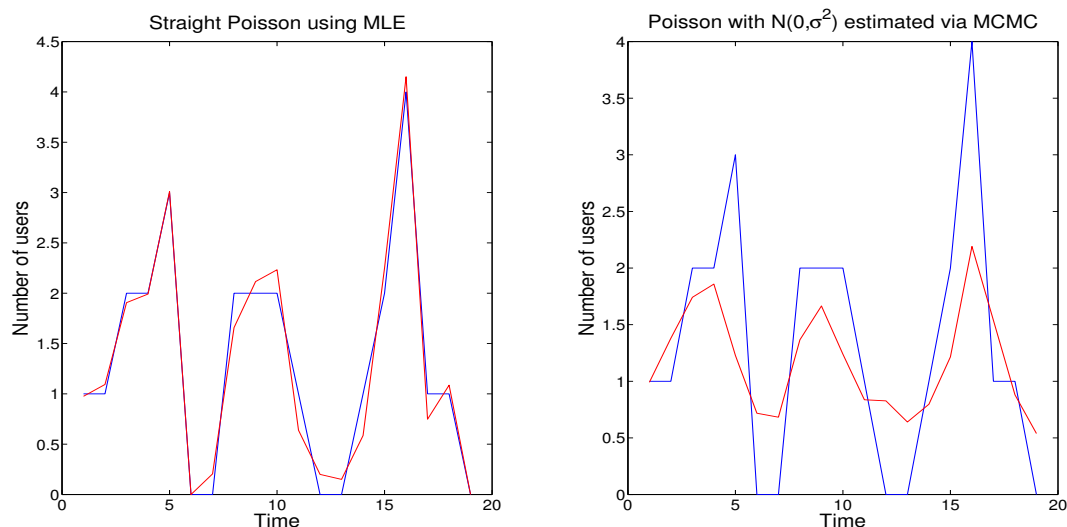 Straight Poisson using MLE
4.5
4
3.5
3
2.5
2
1.5
1
0.5
0
0 5 10 15 20
Number of users
Time
Poisson with N(0,σ²) estimated via MCMC
4
3.5
3
2.5
2
1.5
1
0.5
0
0 5 10 15 20
Number of users
Time